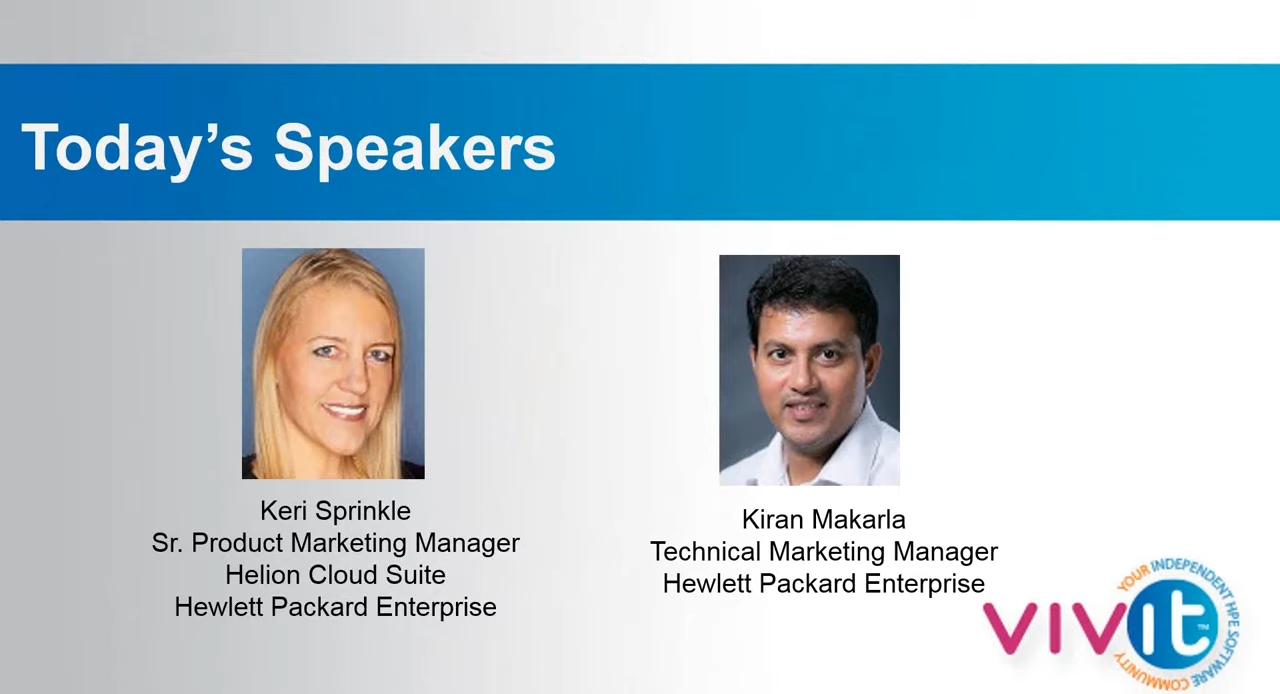 Today’s Speakers
Keri Sprinkle
Sr. Product Marketing Manager
Helion Cloud Suite
Hewlett Packard Enterprise
Kiran Makarla
Technical Marketing Manager
Hewlett Packard Enterprise
VIVIT™
YOUR INDEPENDENT HPE SOFTWARE COMMUNITY